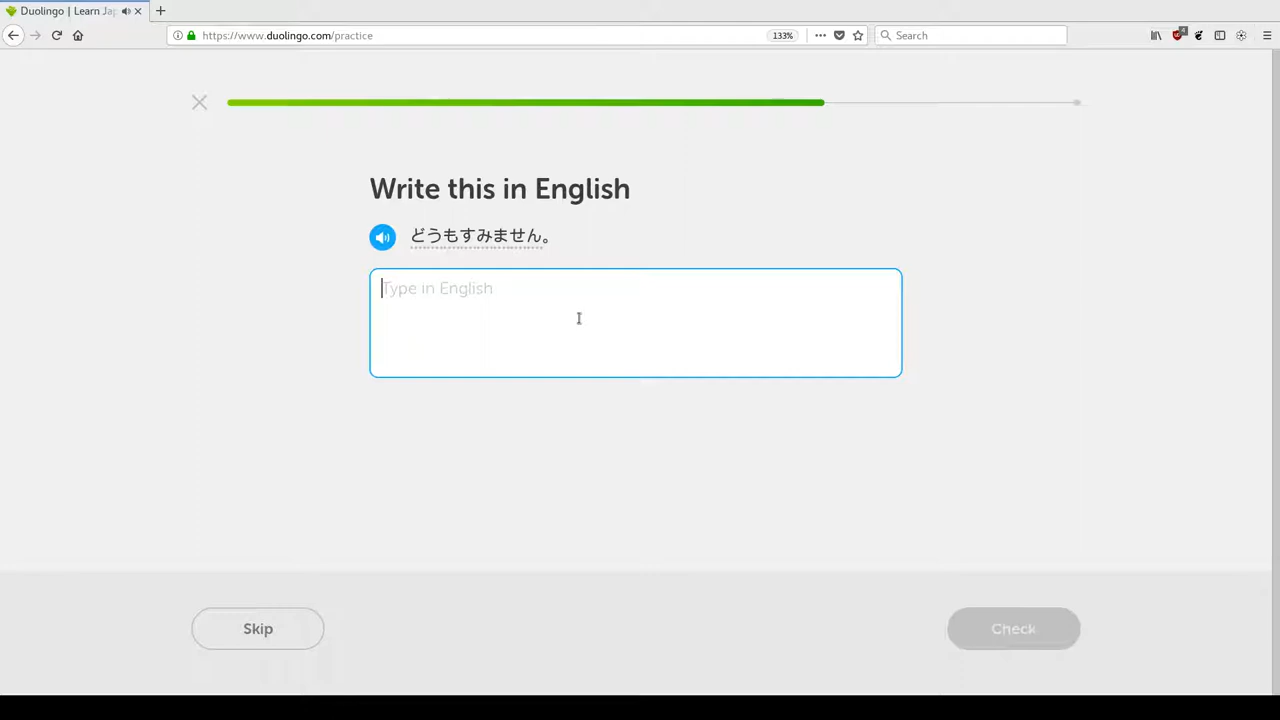 Duolingo | Learn Jap
https://www.duolingo.com/practice
133%
Search
Write this in English
どうもすみません。
Type in English
Skip
Check